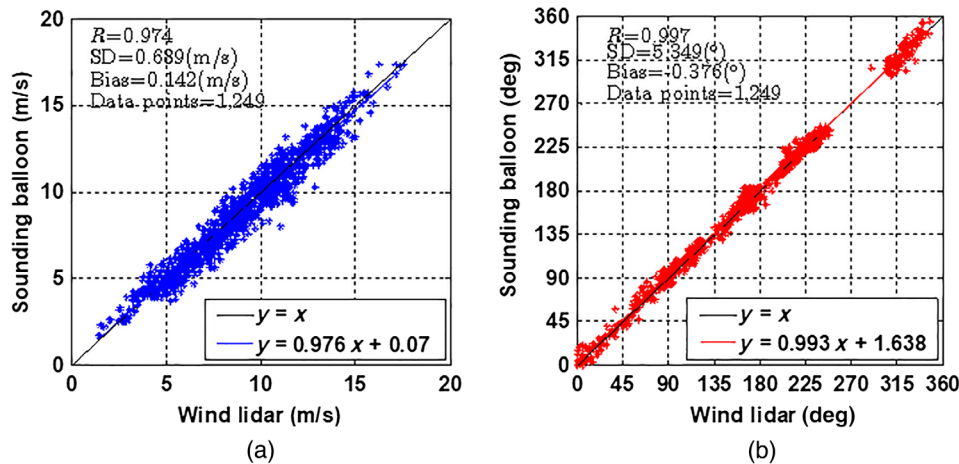 20
15
10
5
0
Sounding balloon (m/s)
R=0.974
SD=0.689(m/s)
Bias=0.142(m/s)
Data points=1,249
y = x
y = 0.976 x + 0.07
0 5 10 15 20
Wind lidar (m/s)
(a)
360
315
270
225
180
135
90
45
0
Sounding balloon (deg)
R=0.997
SD=5.349(°)
Bias=-0.376(°)
Data points=1,249
y = x
y = 0.993 x + 1.638
0 45 90 135 180 225 270 315 360
Wind lidar (deg)
(b)